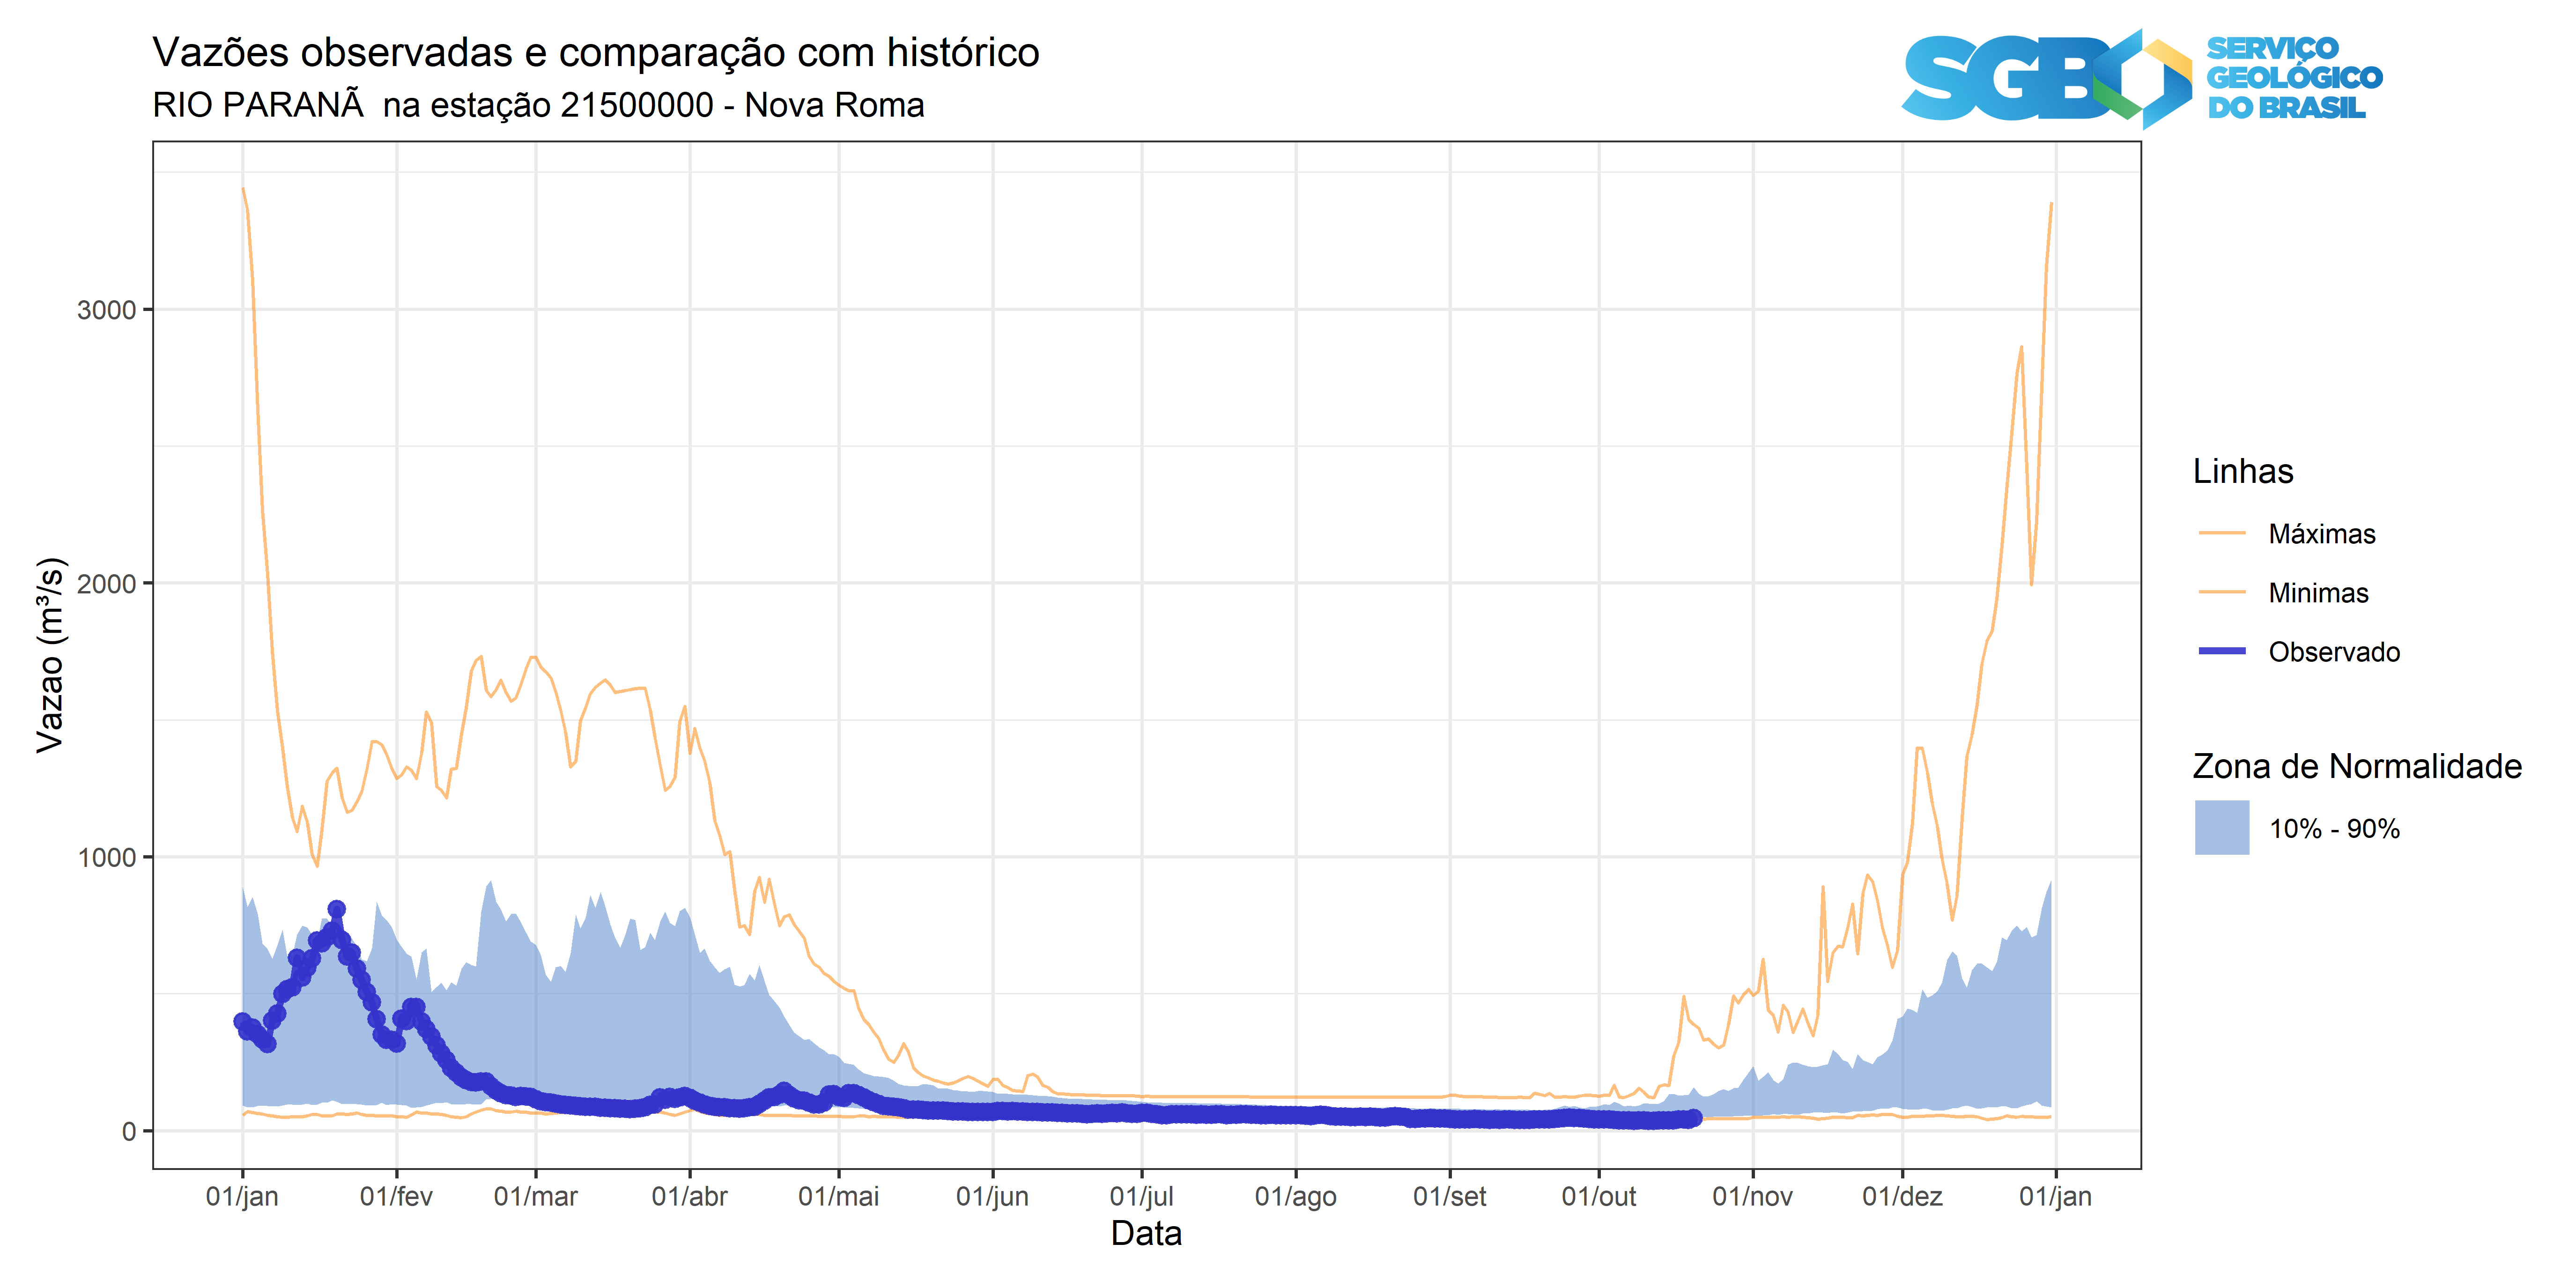 Vazões observadas e comparação com histórico
RIO PARANÃ  na estação 21500000 - Nova Roma
SGB
SERVIÇO
GEOLÓGICO
DO BRASIL
Vazao (m³/s)
3000
2000
1000
0
01/jan
01/fev
01/mar
01/abr
01/mai
01/jun
01/jul
01/ago
01/set
01/out
01/nov
01/dez
01/jan
Data
Linhas
Máximas
Minimas
Observado
Zona de Normalidade
10% - 90%